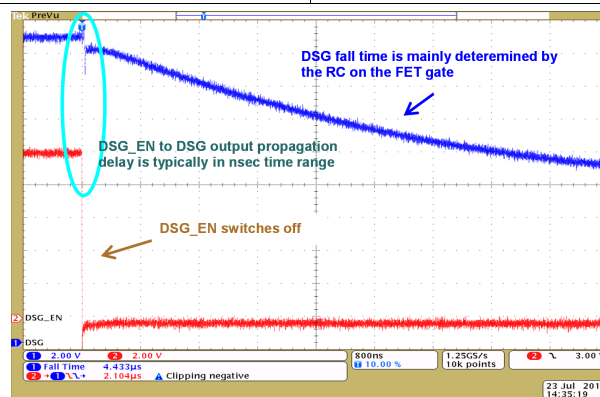 Tek PreVu
DSG fall time is mainly deteremined by
the RC on the FET gate
DSG_EN to DSG output propagation
delay is typically in nsec time range
DSG_EN switches off
2 DSG_EN
1 DSG
1 2.00 V 2 2.00 V
1 Fall Time 4.433µs
2 → 1 2.104µs Clipping negative
800ns
T 10.00 %
1.25GS/s
10k points
2 3.00
23 Jul 201
14:35:19